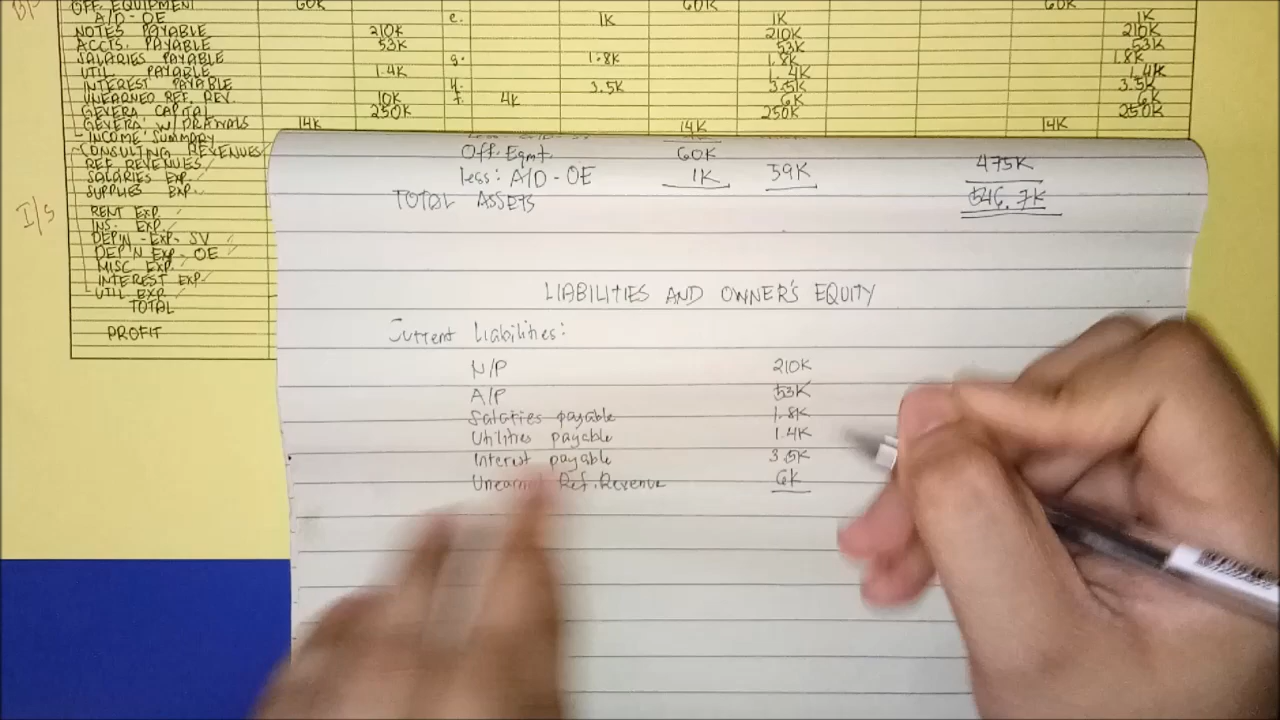 B/S
OFF. EQUIPMENT 60K 60K 60K
A/D - OE e. 1K 1K 1K
NOTES PAYABLE 210K 210K 210K
ACCTS. PAYABLE 53K 53K 53K
SALARIES PAYABLE g. 1.8K 1.8K 1.8K
UTIL PAYABLE 1.4K 1.4K 1.4K
INTEREST PAYABLE 3.5K 3.5K 3.5K
UNEARNED REF. REV. 10K f. 4K 6K 6K
GEVERA CAPITAL 250K 250K 250K
GEVERA W/DRAWALS 14K 14K 14K
INCOME SUMMARY
I/S
CONSULTING REVENUES
REF. REVENUES
SALARIES EXP.
SUPPLIES EXP.
RENT EXP.
INS. EXP.
DEP'N - EXP - SV
DEP'N EXP - OE
MISC EXP.
INTEREST EXP.
UTIL EXP.
TOTAL
PROFIT
Off. Eqmt. 60K
less: A/D - OE 1K 59K 475K
TOTAL ASSETS 546.7K
LIABILITIES AND OWNER'S EQUITY
Current Liabilities:
N/P 210K
A/P 53K
Salaries payable 1.8K
Utilities payable 1.4K
Interest payable 3.5K
Ref. Revenue 6K